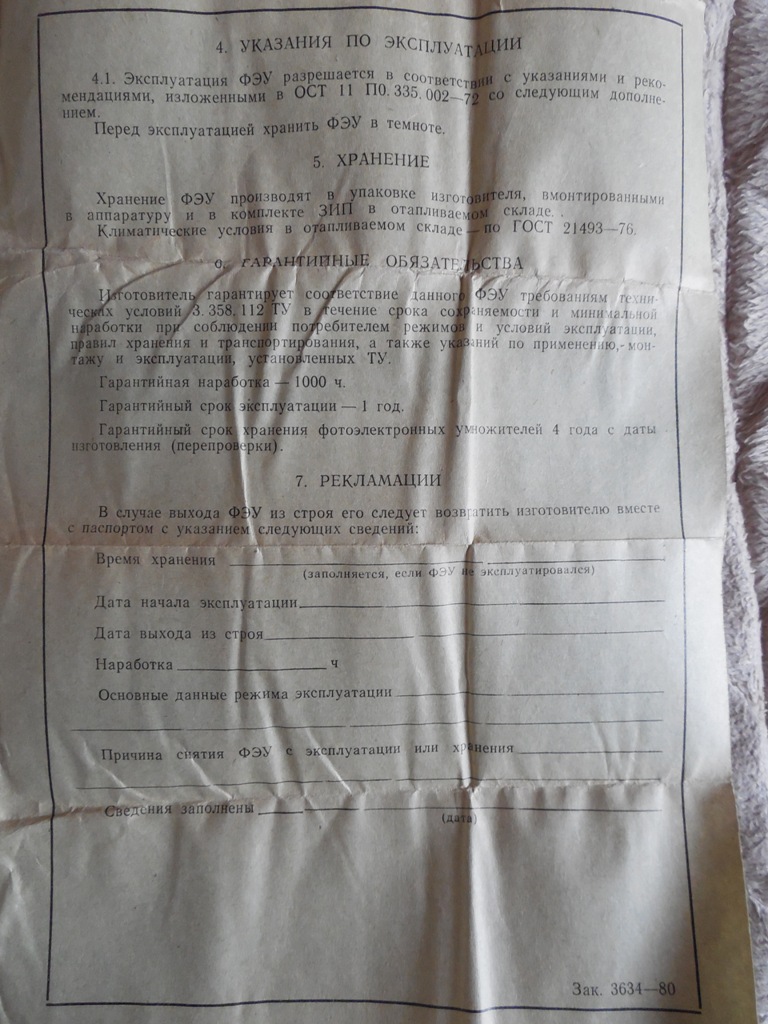 4. УКАЗАНИЯ ПО ЭКСПЛУАТАЦИИ
4.1. Эксплуатация ФЭУ разрешается в соответствии с указаниями и реко-
мендациями, изложенными в ОСТ 11 П0.335.002—72 со следующим дополне-
нием.
Перед эксплуатацией хранить ФЭУ в темноте.
5. ХРАНЕНИЕ
Хранение ФЭУ производят в упаковке изготовителя, вмонтированными
в аппаратуру и в комплекте ЗИП в отапливаемом складе.
Климатические условия в отапливаемом складе — по ГОСТ 21493—76.
6. ГАРАНТИЙНЫЕ ОБЯЗАТЕЛЬСТВА
Изготовитель гарантирует соответствие данного ФЭУ требованиям техни-
ческих условий 3.358.112 ТУ в течение срока сохраняемости и минимальной
наработки при соблюдении потребителем режимов и условий эксплуатации,
правил хранения и транспортирования, а также указаний по применению, мон-
тажу и эксплуатации, установленных ТУ.
Гарантийная наработка — 1000 ч.
Гарантийный срок эксплуатации — 1 год.
Гарантийный срок хранения фотоэлектронных умножителей 4 года с даты
изготовления (перепроверки).
7. РЕКЛАМАЦИИ
В случае выхода ФЭУ из строя его следует возвратить изготовителю вместе
с паспортом с указанием следующих сведений:
Время хранения
(заполняется, если ФЭУ не эксплуатировался)
Дата начала эксплуатации
Дата выхода из строя
Наработка ч
Основные данные режима эксплуатации
Причина снятия ФЭУ с эксплуатации или хранения
Сведения заполнены
(дата)
Зак. 3634—80